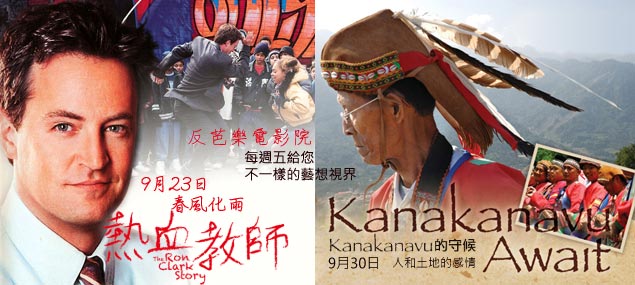 反芭樂電影院
每週五給您
不一樣的藝想視界
9月23日
春風化雨
熱血教師
The Ron Clark Story
Kanakanavu
Await
Kanakanavu的守候
9月30日 人和土地的感情